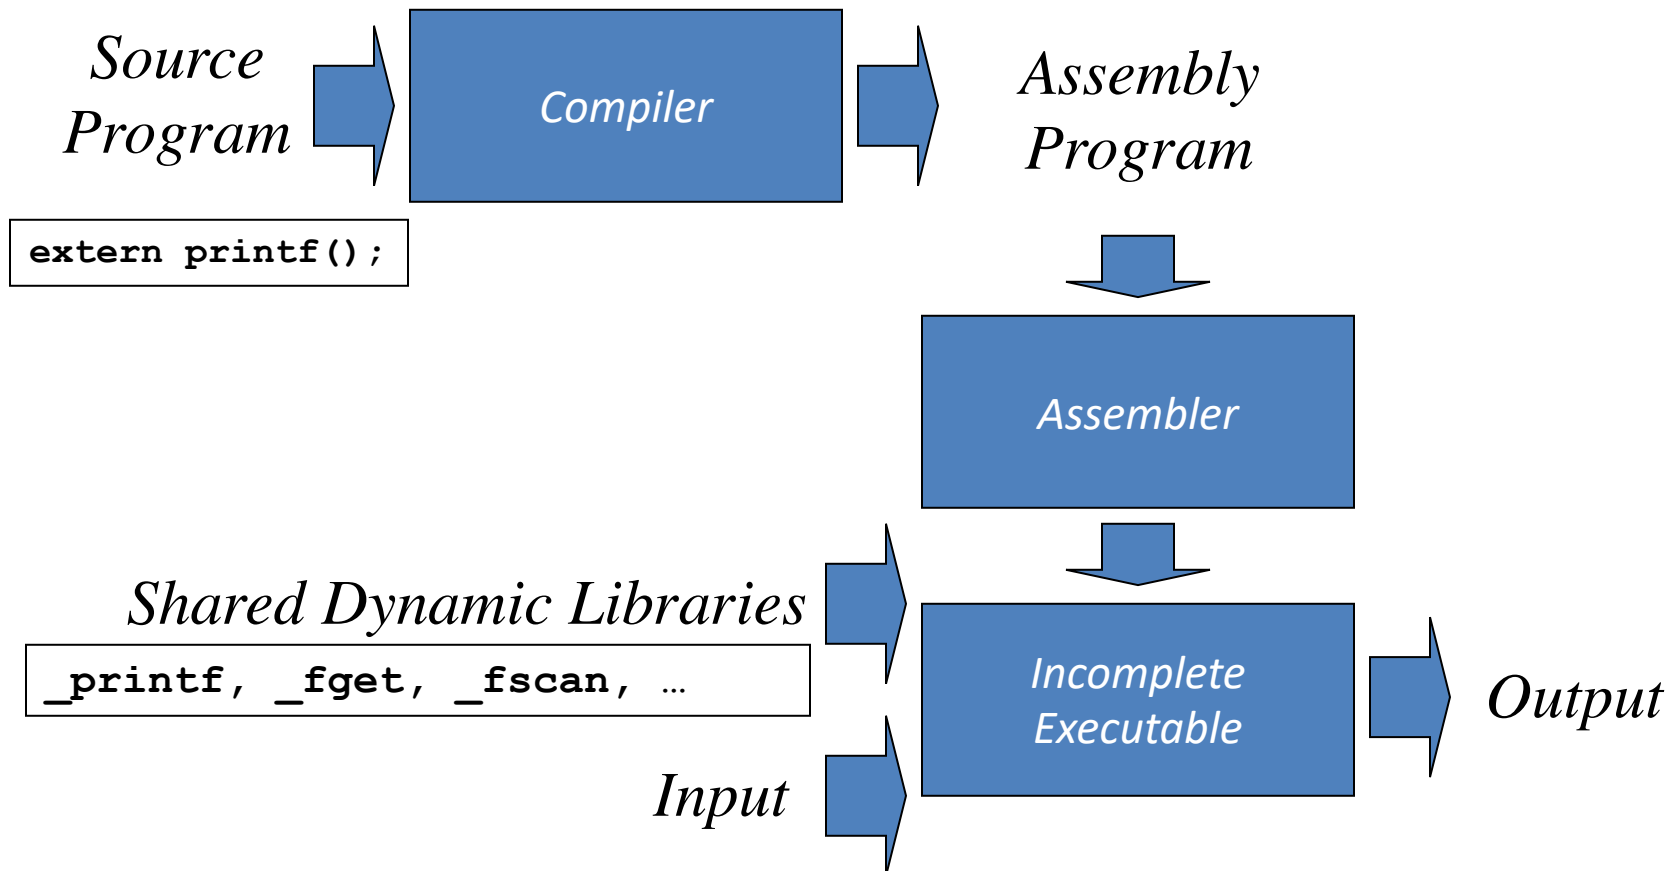 Source
Program
Compiler
Assembly
Program
extern printf();
Assembler
Shared Dynamic Libraries
_printf, _fget, _fscan, …
Incomplete
Executable
Output
Input